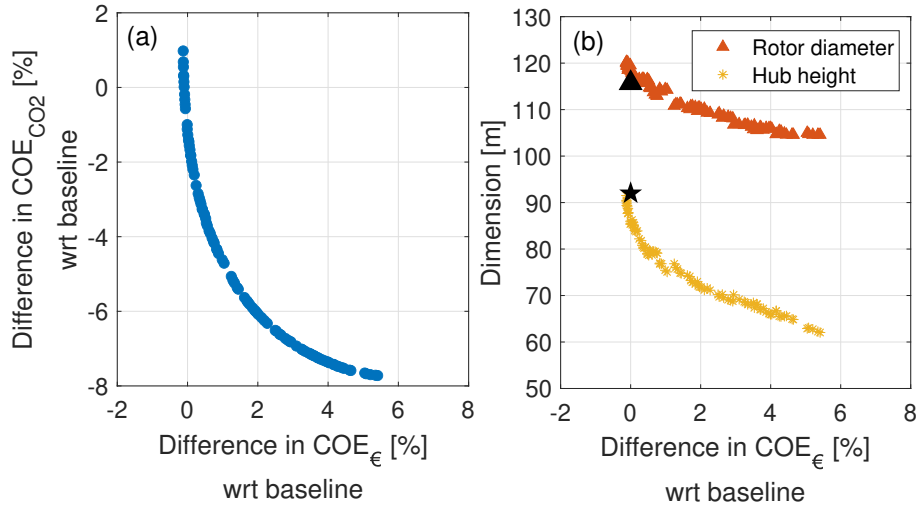 (a)
Difference in COE_CO2 [%]
wrt baseline
2
0
-2
-4
-6
-8
-2 0 2 4 6 8
Difference in COE_€ [%]
wrt baseline
(b)
Rotor diameter
Hub height
Dimension [m]
130
120
110
100
90
80
70
60
50
-2 0 2 4 6 8
Difference in COE_€ [%]
wrt baseline